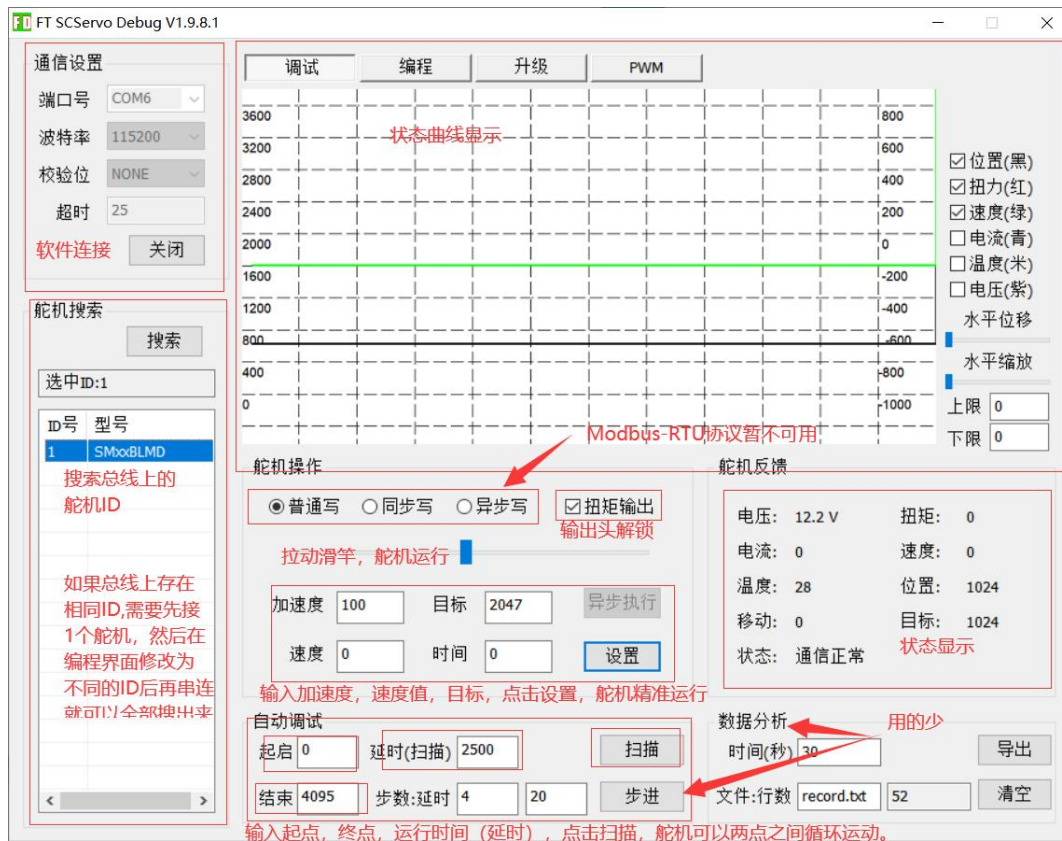 FT SCServo Debug V1.9.8.1
通信设置
端口号 COM6
波特率 115200
校验位 NONE
超时 25
软件连接 关闭
舵机搜索
搜索
选中ID:1
ID号 型号
1 SMxxBLMD
搜索总线上的
舵机ID
如果总线上存在
相同ID,需要先接
1个舵机，然后在
编程界面修改为
不同的ID后再串连
就可以全部搜出来
调试 编程 升级 PWM
状态曲线显示
3600 800
3200 600
2800 400
2400 200
2000 0
1600 -200
1200 -400
800 -600
400 -800
0 -1000
位置(黑)
扭力(红)
速度(绿)
电流(青)
温度(米)
电压(紫)
水平位移
水平缩放
上限 0
下限 0
Modbus-RTU协议暂不可用
舵机操作
普通写 同步写 异步写 扭矩输出
输出头解锁
拉动滑竿，舵机运行
加速度 100 目标 2047 异步执行
速度 0 时间 0 设置
输入加速度，速度值，目标，点击设置，舵机精准运行
舵机反馈
电压: 12.2 V 扭矩: 0
电流: 0 速度: 0
温度: 28 位置: 1024
移动: 0 目标: 1024
状态: 通信正常 状态显示
自动调试
起启 0 延时(扫描) 2500 扫描
结束 4095 步数:延时 4 20 步进
输入起点，终点，运行时间（延时），点击扫描，舵机可以两点之间循环运动。
数据分析 用的少
时间(秒) 30 导出
文件:行数 record.txt 52 清空